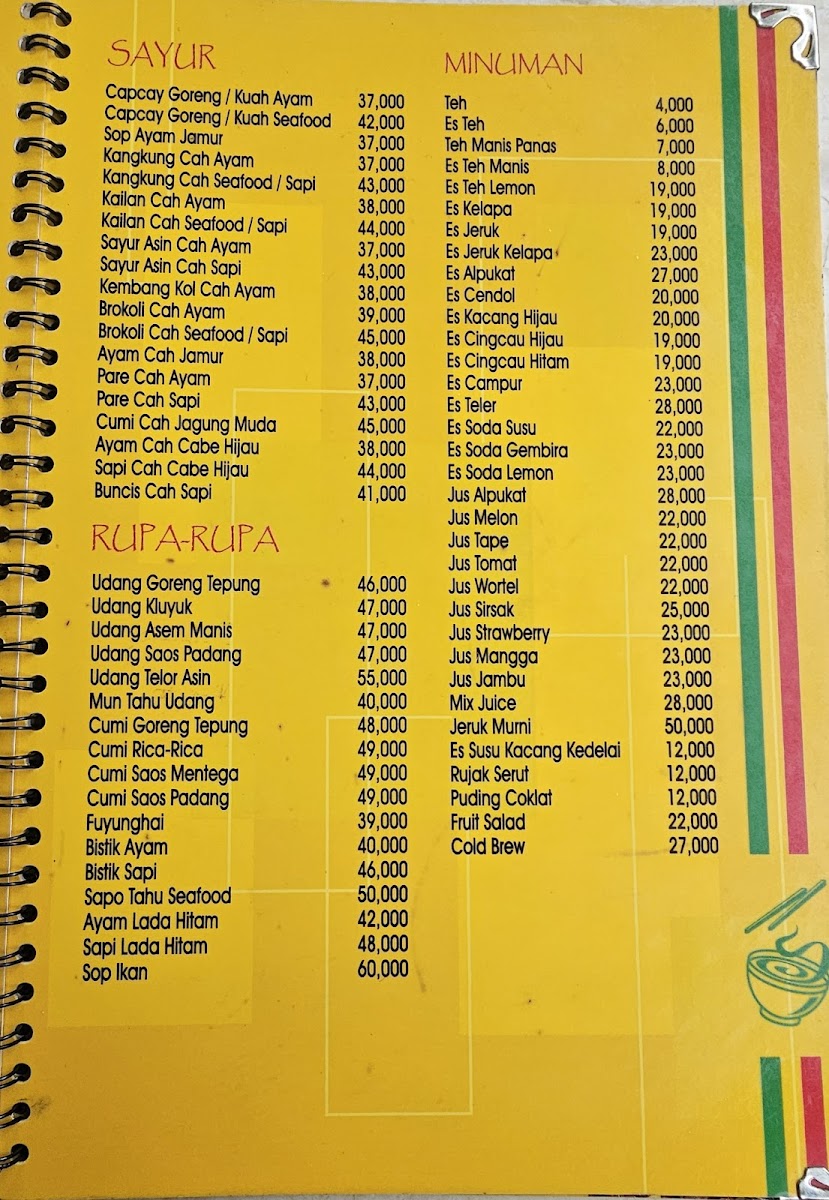 SAYUR
Capcay Goreng / Kuah Ayam 37,000
Capcay Goreng / Kuah Seafood 42,000
Sop Ayam Jamur 37,000
Kangkung Cah Ayam 37,000
Kangkung Cah Seafood / Sapi 43,000
Kailan Cah Ayam 38,000
Kailan Cah Seafood / Sapi 44,000
Sayur Asin Cah Ayam 37,000
Sayur Asin Cah Sapi 43,000
Kembang Kol Cah Ayam 38,000
Brokoli Cah Ayam 39,000
Brokoli Cah Seafood / Sapi 45,000
Ayam Cah Jamur 38,000
Pare Cah Ayam 37,000
Pare Cah Sapi 43,000
Cumi Cah Jagung Muda 45,000
Ayam Cah Cabe Hijau 38,000
Sapi Cah Cabe Hijau 44,000
Buncis Cah Sapi 41,000
RUPA-RUPA
Udang Goreng Tepung 46,000
Udang Kluyuk 47,000
Udang Asem Manis 47,000
Udang Saos Padang 47,000
Udang Telor Asin 55,000
Mun Tahu Udang 40,000
Cumi Goreng Tepung 48,000
Cumi Rica-Rica 49,000
Cumi Saos Mentega 49,000
Cumi Saos Padang 49,000
Fuyunghai 39,000
Bistik Ayam 40,000
Bistik Sapi 46,000
Sapo Tahu Seafood 50,000
Ayam Lada Hitam 42,000
Sapi Lada Hitam 48,000
Sop Ikan 60,000
MINUMAN
Teh 4,000
Es Teh 6,000
Teh Manis Panas 7,000
Es Teh Manis 8,000
Es Teh Lemon 19,000
Es Kelapa 19,000
Es Jeruk 19,000
Es Jeruk Kelapa 23,000
Es Alpukat 27,000
Es Cendol 20,000
Es Kacang Hijau 20,000
Es Cingcau Hijau 19,000
Es Cingcau Hitam 19,000
Es Campur 23,000
Es Teler 28,000
Es Soda Susu 22,000
Es Soda Gembira 23,000
Es Soda Lemon 23,000
Jus Alpukat 28,000
Jus Melon 22,000
Jus Tape 22,000
Jus Tomat 22,000
Jus Wortel 22,000
Jus Sirsak 25,000
Jus Strawberry 23,000
Jus Mangga 23,000
Jus Jambu 23,000
Mix Juice 28,000
Jeruk Murni 50,000
Es Susu Kacang Kedelai 12,000
Rujak Serut 12,000
Puding Coklat 12,000
Fruit Salad 22,000
Cold Brew 27,000